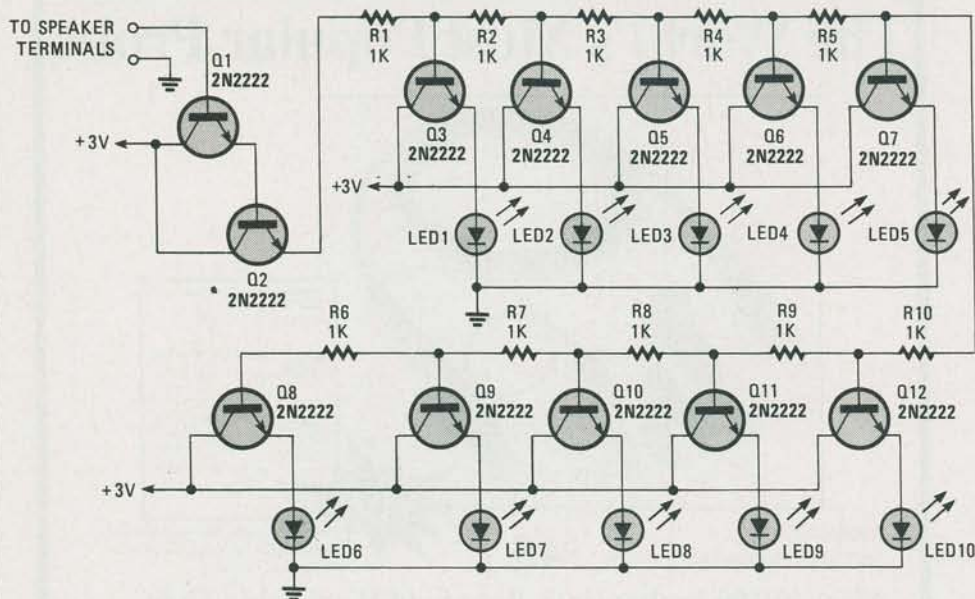 TO SPEAKER
TERMINALS
Q1
2N2222
+3V
Q2
2N2222
R1
1K
R2
1K
R3
1K
R4
1K
R5
1K
Q3
2N2222
Q4
2N2222
Q5
2N2222
Q6
2N2222
Q7
2N2222
+3V
LED1
LED2
LED3
LED4
LED5
R6
1K
R7
1K
R8
1K
R9
1K
R10
1K
Q8
2N2222
Q9
2N2222
Q10
2N2222
Q11
2N2222
Q12
2N2222
+3V
LED6
LED7
LED8
LED9
LED10